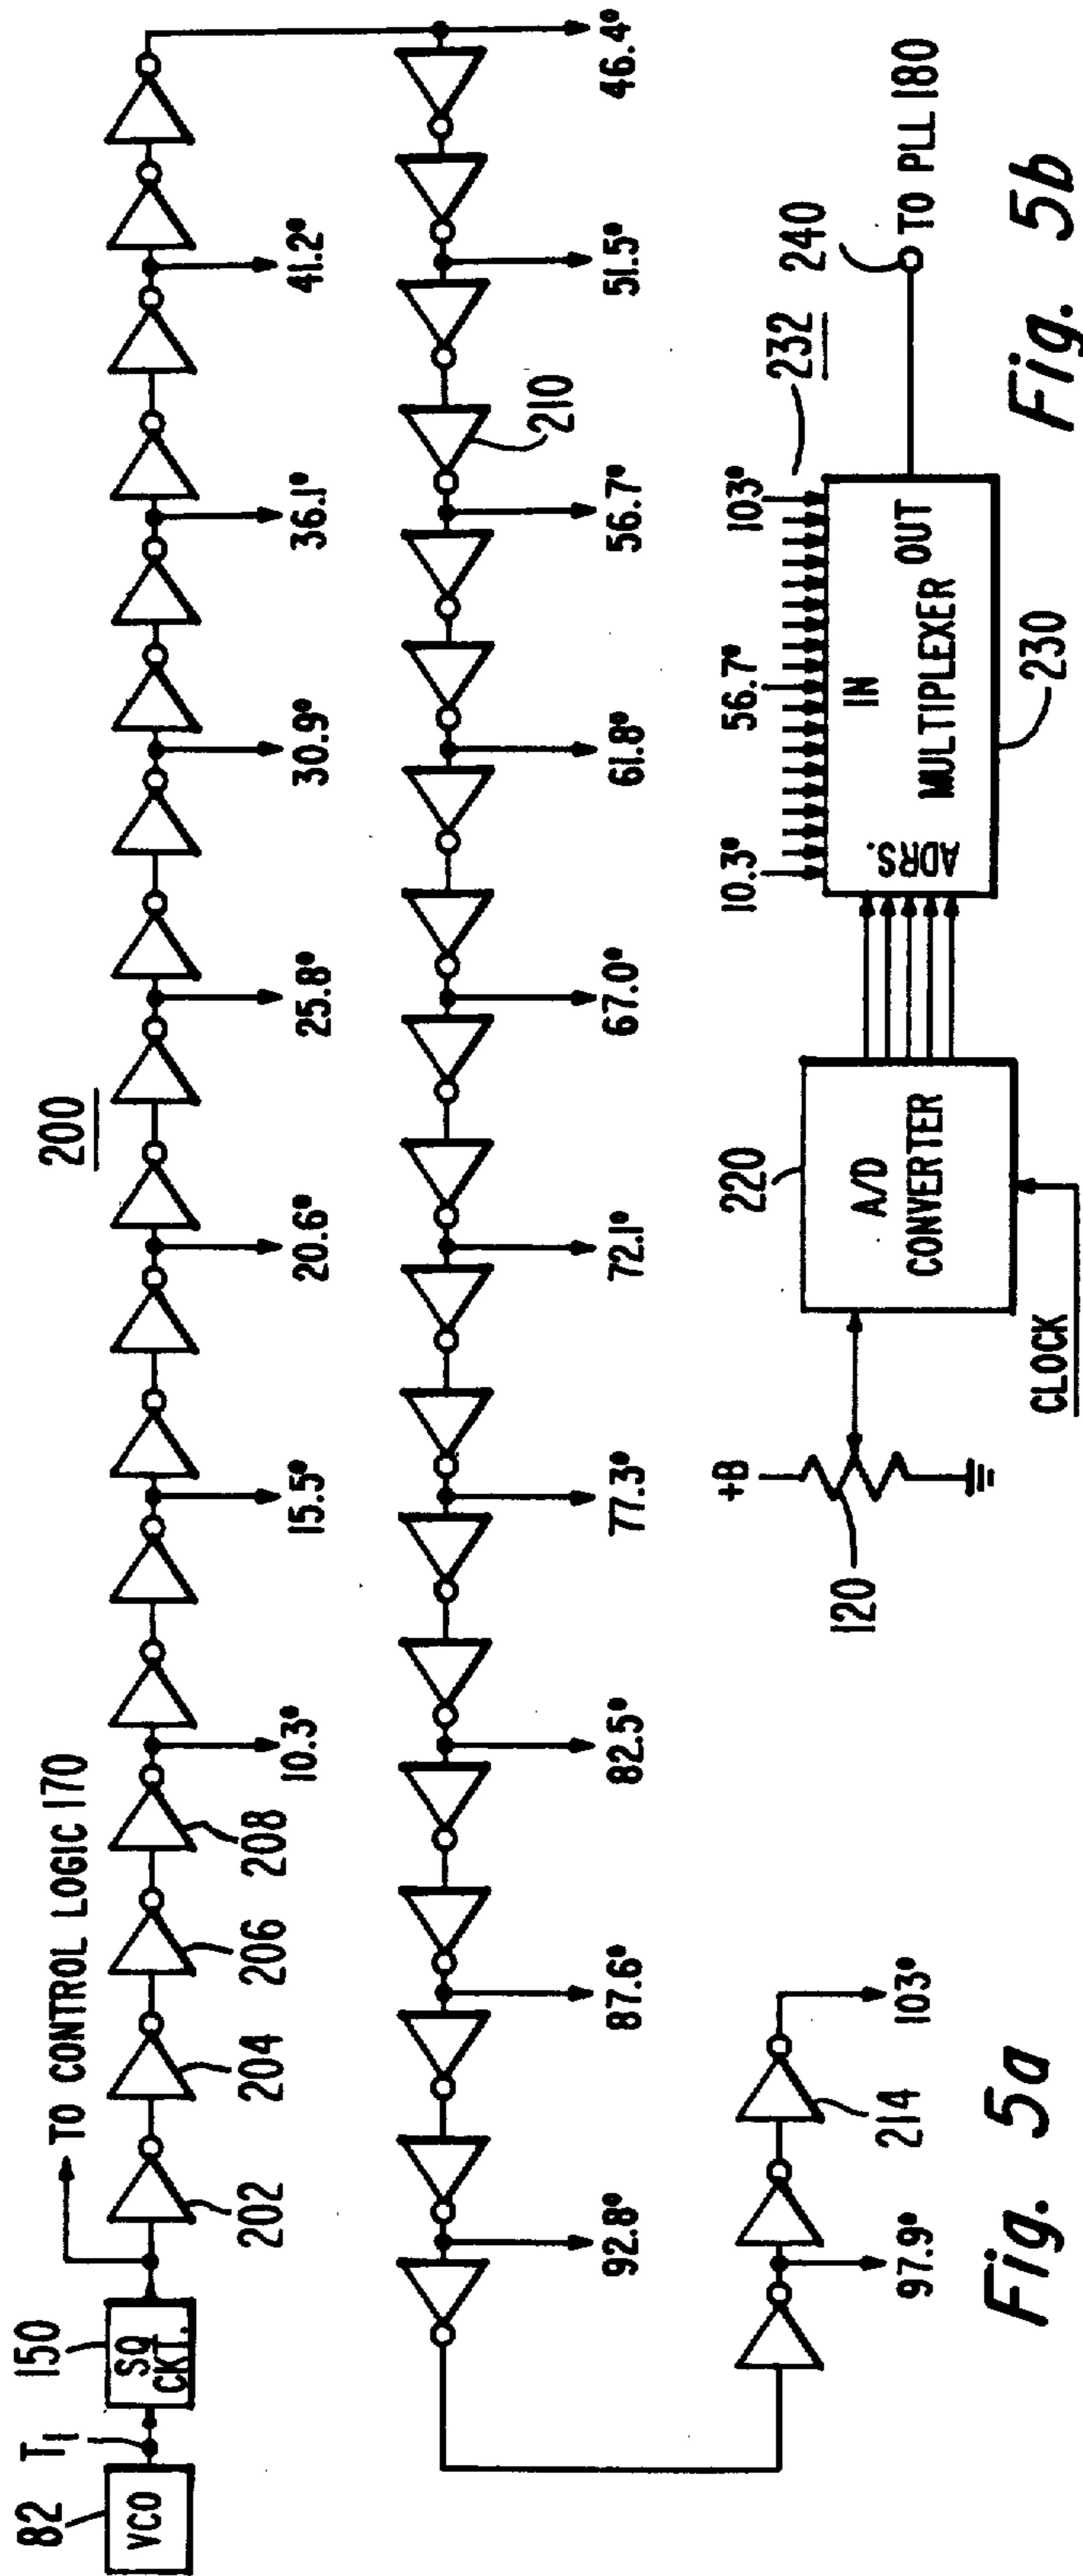 82
VCO
T1
150
SQ
CKT.
TO CONTROL LOGIC 170
200
202
204
206
208
10.3°
15.5°
20.6°
25.8°
30.9°
36.1°
41.2°
46.4°
51.5°
210
56.7°
61.8°
67.0°
72.1°
77.3°
82.5°
87.6°
92.8°
97.9°
214
103°
Fig. 5a
120
+B
220
A/D
CONVERTER
CLOCK
10.3°
56.7°
103°
232
ADRS.
IN
MULTIPLEXER
OUT
230
240
TO PLL 180
Fig. 5b